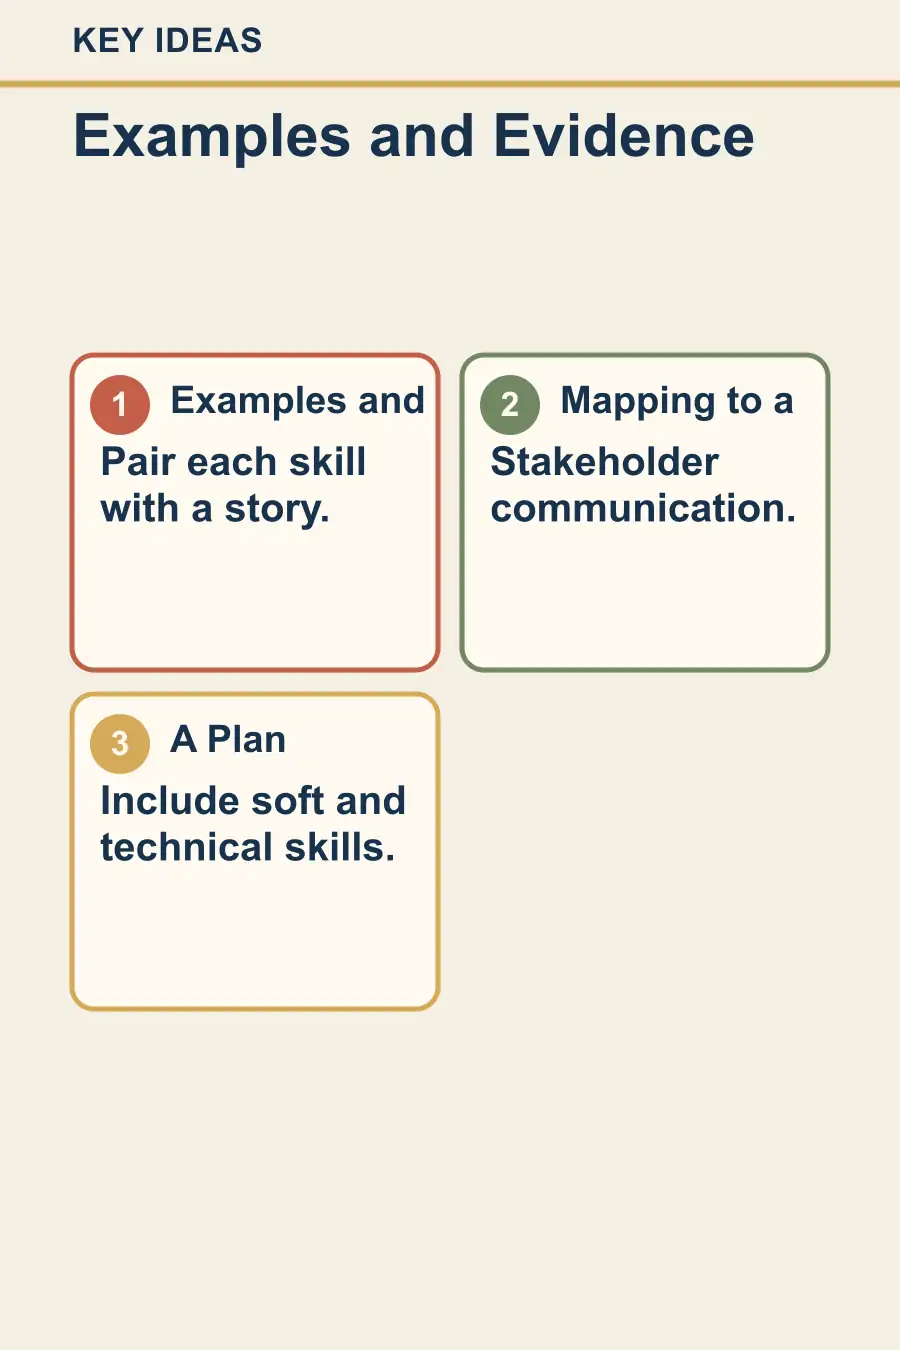 KEY IDEAS
Examples and Evidence
1 Examples and
Pair each skill
with a story.
2 Mapping to a
Stakeholder
communication.
3 A Plan
Include soft and
technical skills.